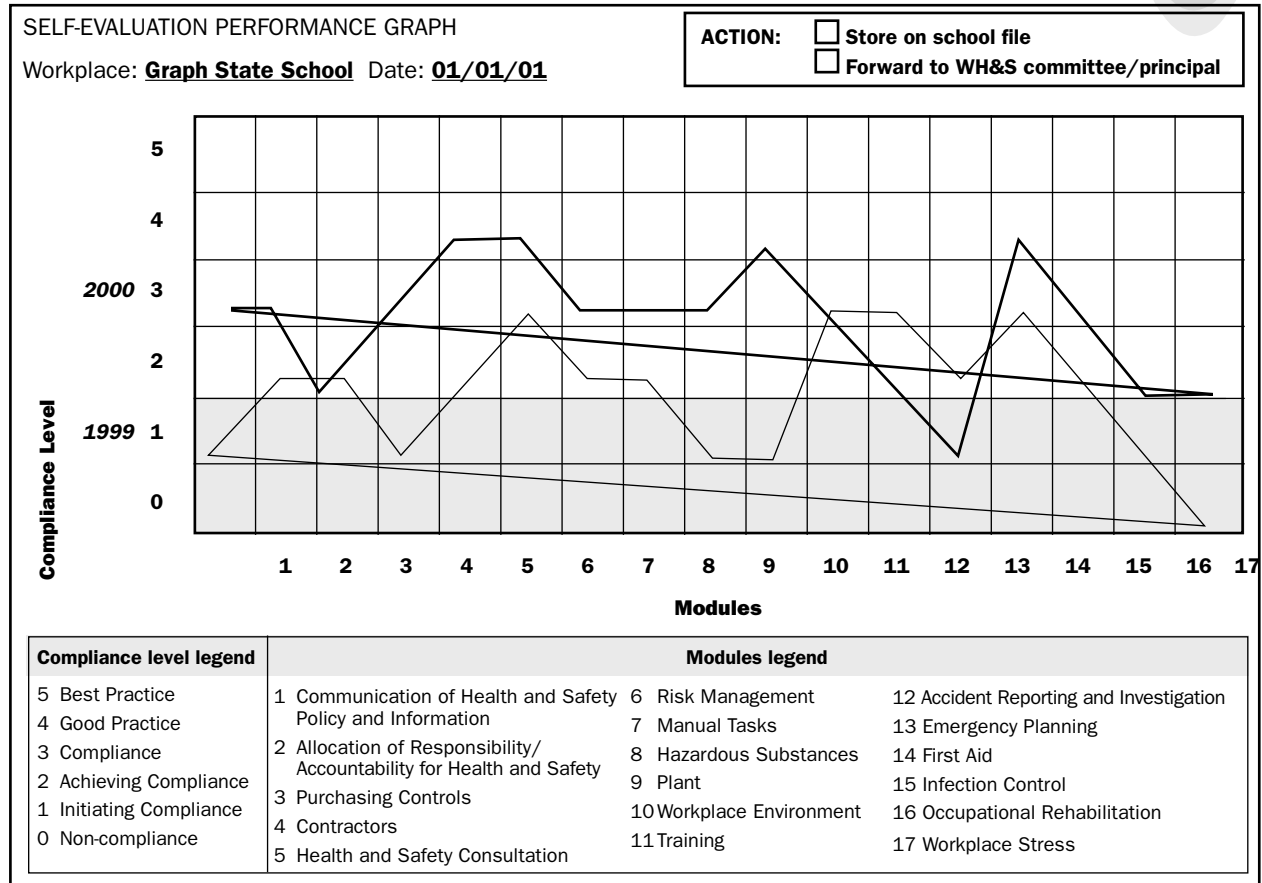 SELF-EVALUATION PERFORMANCE GRAPH
Workplace: Graph State School Date: 01/01/01
ACTION:
Store on school file
Forward to WH&S committee/principal
5
4
2000 3
2
1999 1
0
Compliance Level
1 2 3 4 5 6 7 8 9 10 11 12 13 14 15 16 17
Modules
Compliance level legend
5 Best Practice
4 Good Practice
3 Compliance
2 Achieving Compliance
1 Initiating Compliance
0 Non-compliance
Modules legend
1 Communication of Health and Safety
Policy and Information
2 Allocation of Responsibility/
Accountability for Health and Safety
3 Purchasing Controls
4 Contractors
5 Health and Safety Consultation
6 Risk Management
7 Manual Tasks
8 Hazardous Substances
9 Plant
10 Workplace Environment
11 Training
12 Accident Reporting and Investigation
13 Emergency Planning
14 First Aid
15 Infection Control
16 Occupational Rehabilitation
17 Workplace Stress